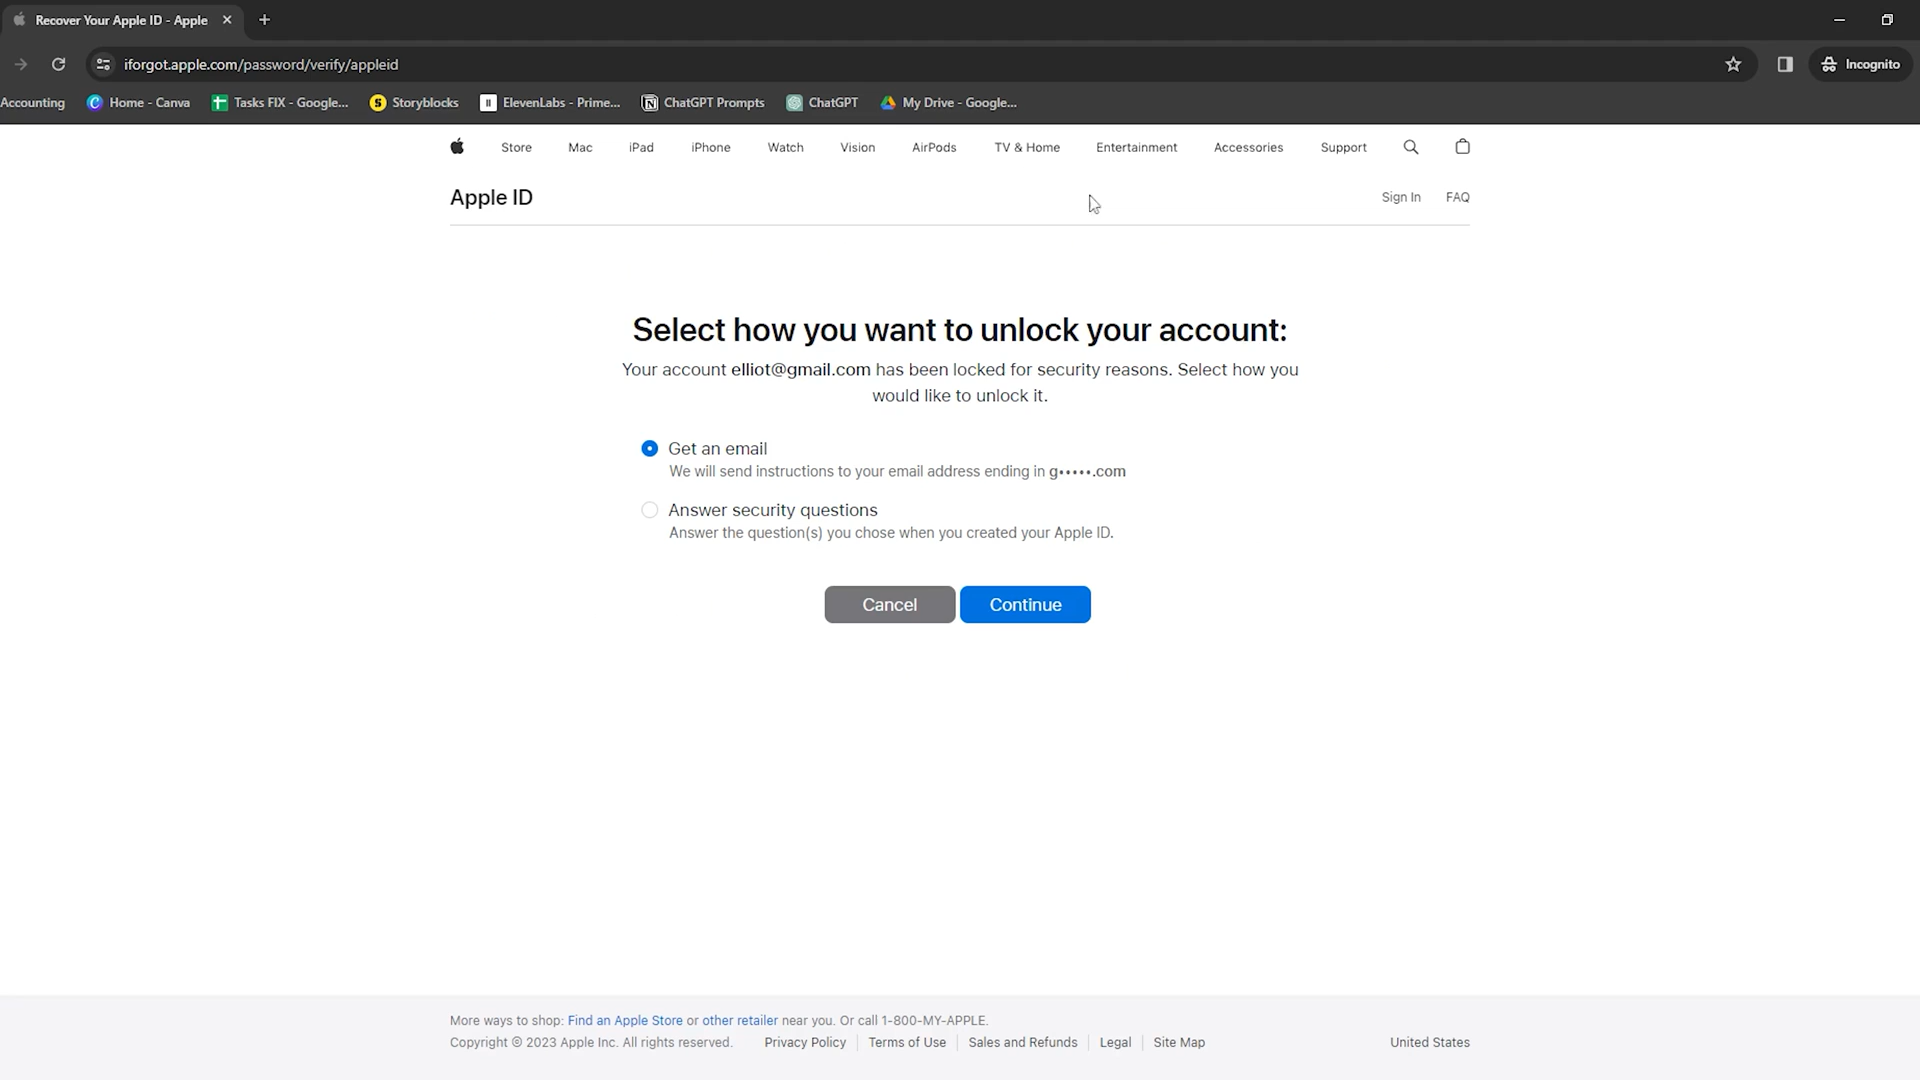 Recover Your Apple ID - Apple
iforgot.apple.com/password/verify/appleid
Incognito
Accounting
Home - Canva
Tasks FIX - Google...
Storyblocks
ElevenLabs - Prime...
ChatGPT Prompts
ChatGPT
My Drive - Google...
Store
Mac
iPad
iPhone
Watch
Vision
AirPods
TV & Home
Entertainment
Accessories
Support
Apple ID
Sign In
FAQ
Select how you want to unlock your account:
Your account elliot@gmail.com has been locked for security reasons. Select how you
would like to unlock it.
Get an email
We will send instructions to your email address ending in g•••••.com
Answer security questions
Answer the question(s) you chose when you created your Apple ID.
Cancel
Continue
More ways to shop: Find an Apple Store or other retailer near you. Or call 1-800-MY-APPLE.
Copyright © 2023 Apple Inc. All rights reserved.
Privacy Policy
Terms of Use
Sales and Refunds
Legal
Site Map
United States